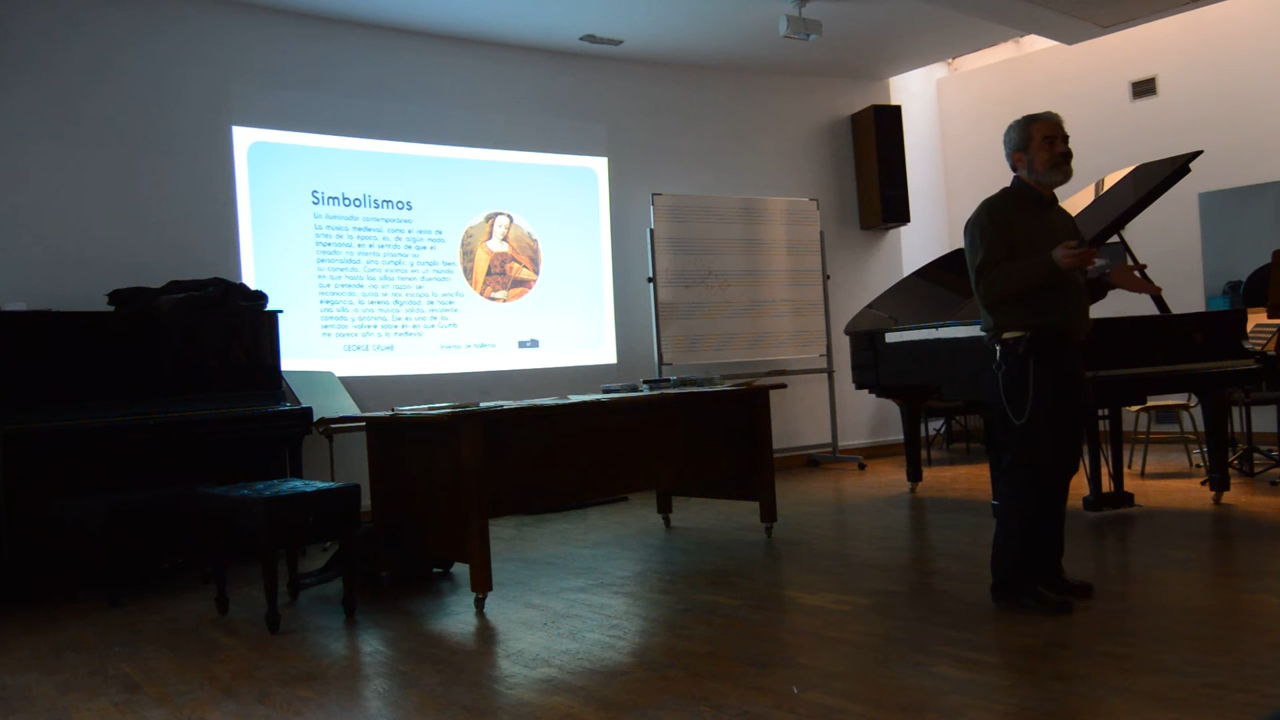 Simbolismos
Un iluminador contemporáneo:
La música medieval, como el resto de
artes de la época, es, de algún modo,
impersonal, en el sentido de que el
creador no intenta plasmar su
personalidad, sino cumplir, y cumplir bien,
su cometido. Como vivimos en un mundo
en que hasta las sillas tienen diseñador
que pretende -no sin razón- ser
reconocido, quizá se nos escapa la sencilla
elegancia, la serena dignidad, de hacer
una silla -o una música- sólida, resistente,
cómoda y anónima. Ese es uno de los
sentidos -volveré sobre él- en que Crumb
me parece afín a lo medieval.
GEORGE CRUMB